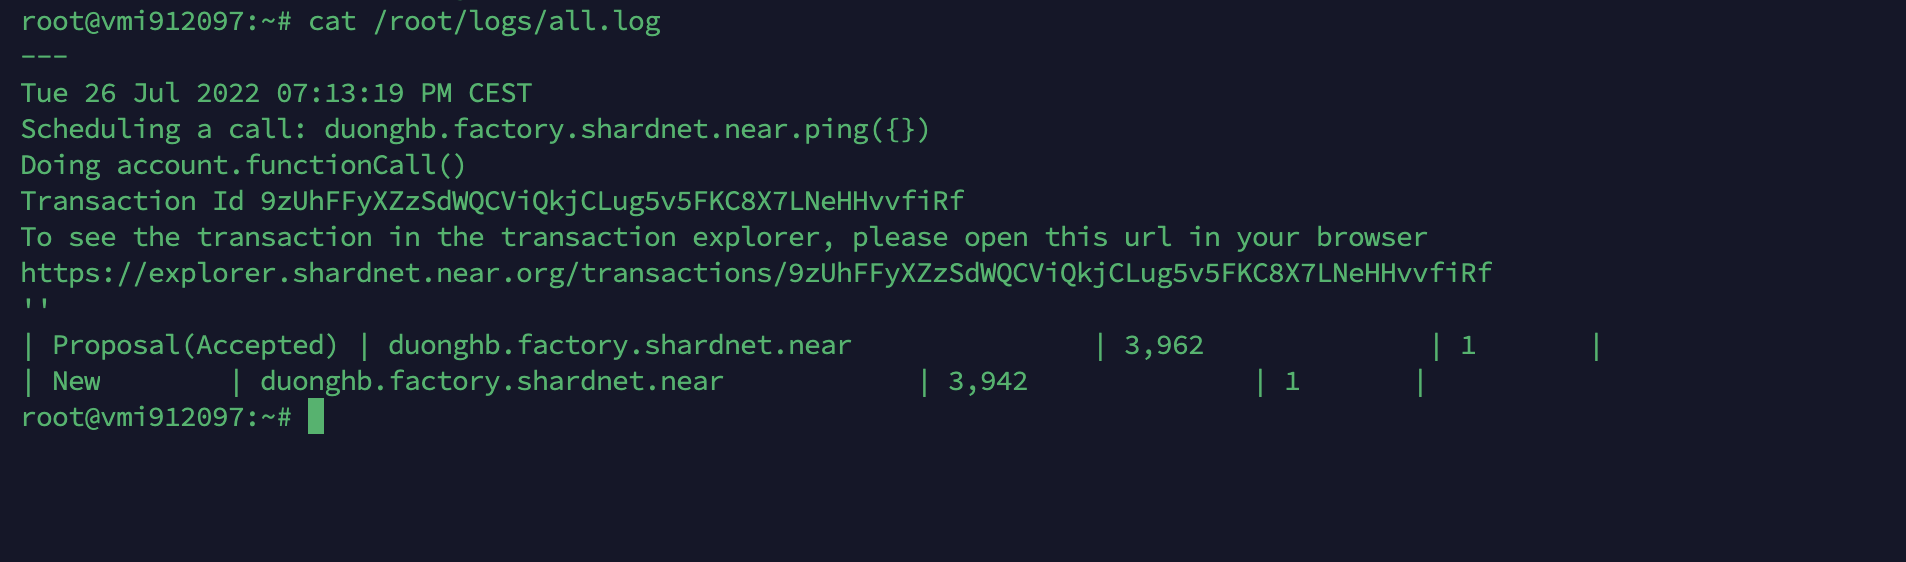 root@vmi912097:~# cat /root/logs/all.log
---
Tue 26 Jul 2022 07:13:19 PM CEST
Scheduling a call: duonghb.factory.shardnet.near.ping({})
Doing account.functionCall()
Transaction Id 9zUhFFyXZzSdWQCViQkjCLug5v5FKC8X7LNeHHvvfiRf
To see the transaction in the transaction explorer, please open this url in your browser
https://explorer.shardnet.near.org/transactions/9zUhFFyXZzSdWQCViQkjCLug5v5FKC8X7LNeHHvvfiRf
''
| Proposal(Accepted) | duonghb.factory.shardnet.near | 3,962 | 1 |
| New | duonghb.factory.shardnet.near | 3,942 | 1 |
root@vmi912097:~#